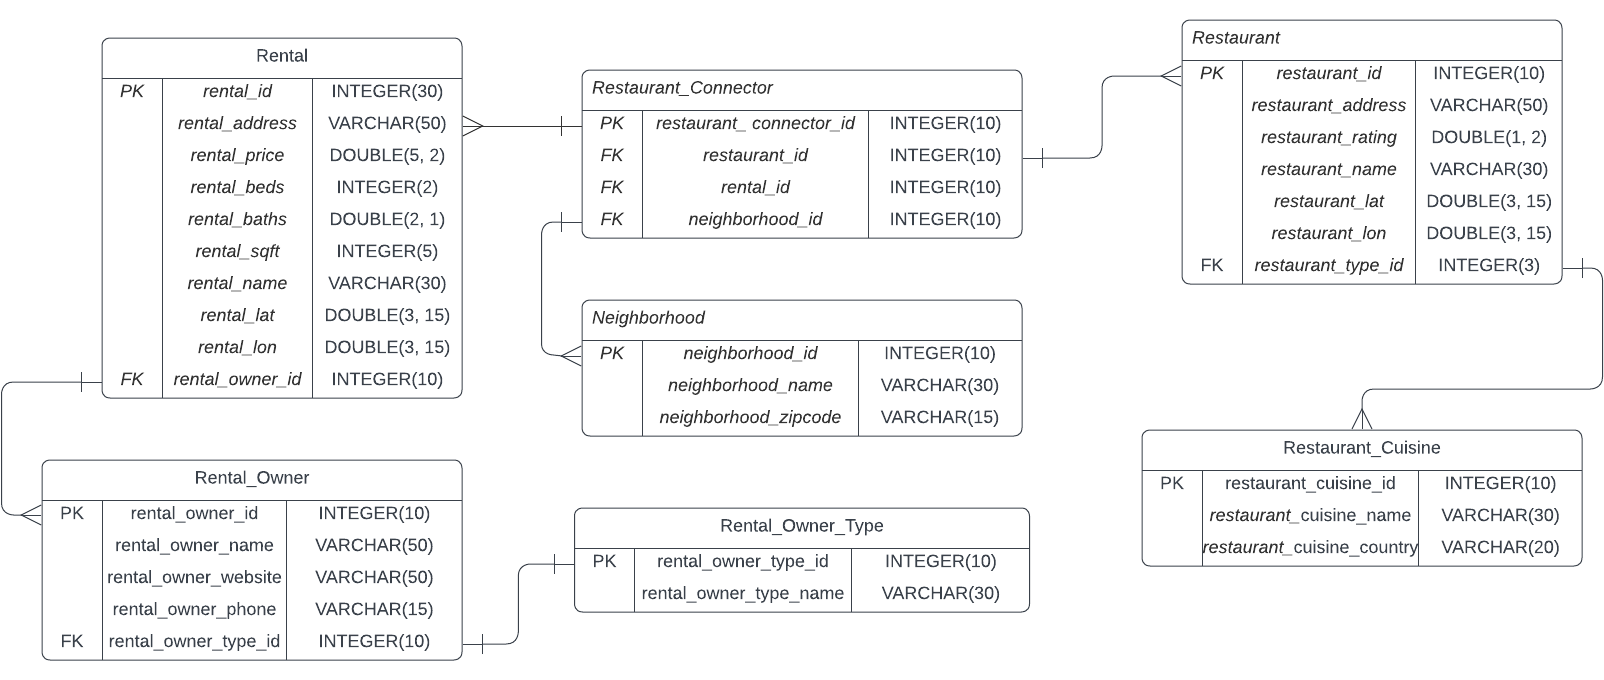 Rental
PK rental_id INTEGER(30)
rental_address VARCHAR(50)
rental_price DOUBLE(5, 2)
rental_beds INTEGER(2)
rental_baths DOUBLE(2, 1)
rental_sqft INTEGER(5)
rental_name VARCHAR(30)
rental_lat DOUBLE(3, 15)
rental_lon DOUBLE(3, 15)
FK rental_owner_id INTEGER(10)
Restaurant_Connector
PK restaurant_ connector_id INTEGER(10)
FK restaurant_id INTEGER(10)
FK rental_id INTEGER(10)
FK neighborhood_id INTEGER(10)
Restaurant
PK restaurant_id INTEGER(10)
restaurant_address VARCHAR(50)
restaurant_rating DOUBLE(1, 2)
restaurant_name VARCHAR(30)
restaurant_lat DOUBLE(3, 15)
restaurant_lon DOUBLE(3, 15)
FK restaurant_type_id INTEGER(3)
Neighborhood
PK neighborhood_id INTEGER(10)
neighborhood_name VARCHAR(30)
neighborhood_zipcode VARCHAR(15)
Rental_Owner
PK rental_owner_id INTEGER(10)
rental_owner_name VARCHAR(50)
rental_owner_website VARCHAR(50)
rental_owner_phone VARCHAR(15)
FK rental_owner_type_id INTEGER(10)
Rental_Owner_Type
PK rental_owner_type_id INTEGER(10)
rental_owner_type_name VARCHAR(30)
Restaurant_Cuisine
PK restaurant_cuisine_id INTEGER(10)
restaurant_cuisine_name VARCHAR(30)
restaurant_cuisine_country VARCHAR(20)